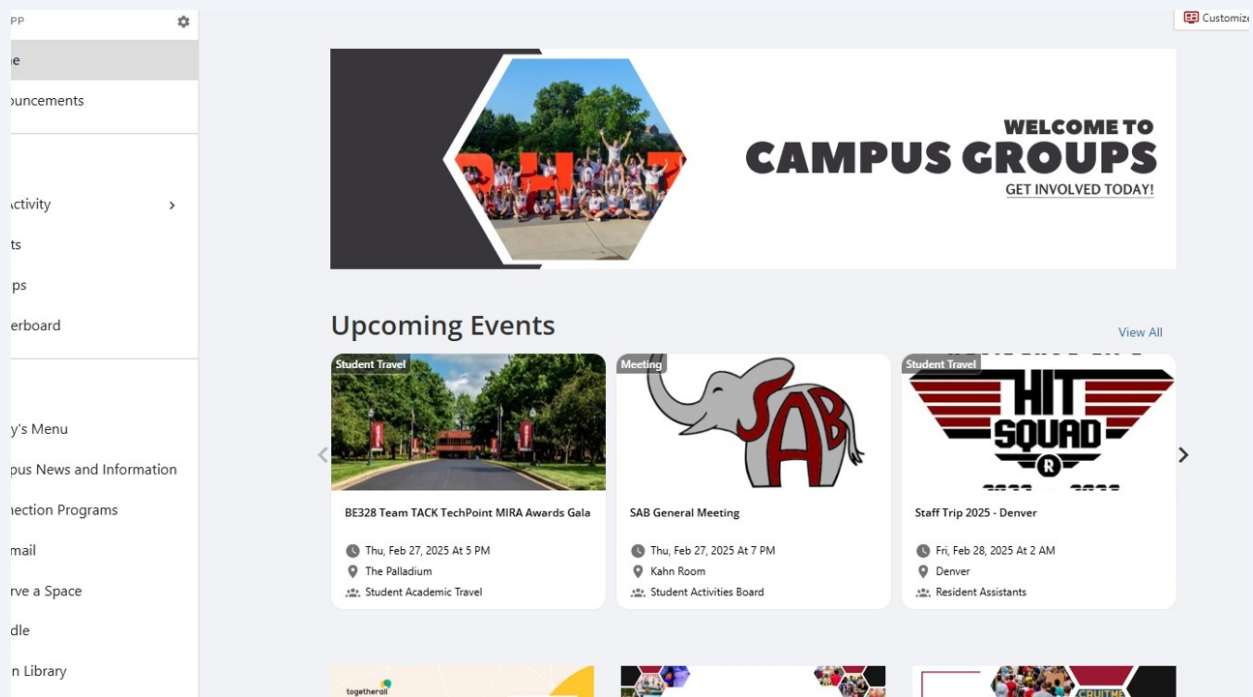 PP
Customize
e
ouncements
Activity
ts
ps
erboard
y's Menu
pus News and Information
nection Programs
mail
rve a Space
dle
n Library
WELCOME TO
CAMPUS GROUPS
GET INVOLVED TODAY!
Upcoming Events
View All
Student Travel
BE328 Team TACK TechPoint MIRA Awards Gala
Thu, Feb 27, 2025 At 5 PM
The Palladium
Student Academic Travel
Meeting
SAB
SAB General Meeting
Thu, Feb 27, 2025 At 7 PM
Kahn Room
Student Activities Board
Student Travel
HIT
SQUAD
R
Staff Trip 2025 - Denver
Fri, Feb 28, 2025 At 2 AM
Denver
Resident Assistants
togetherall
CRUITME